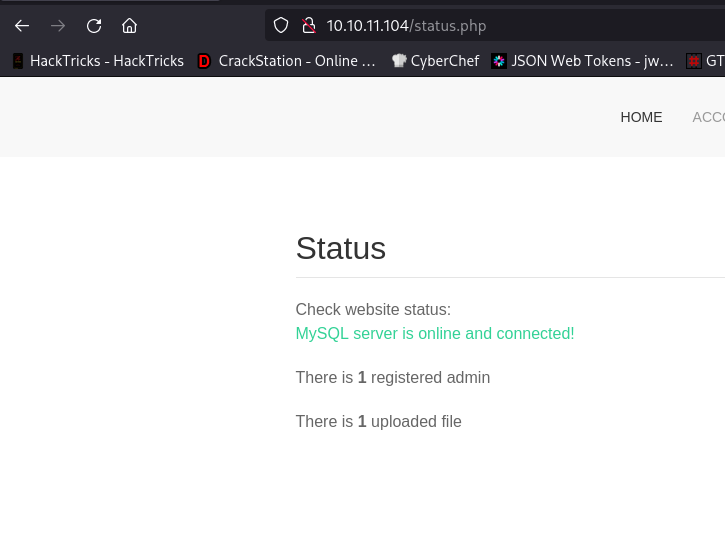 10.10.11.104/status.php
HackTricks - HackTricks CrackStation - Online … CyberChef JSON Web Tokens - jw… GT
HOME ACCO
Status
Check website status:
MySQL server is online and connected!
There is 1 registered admin
There is 1 uploaded file